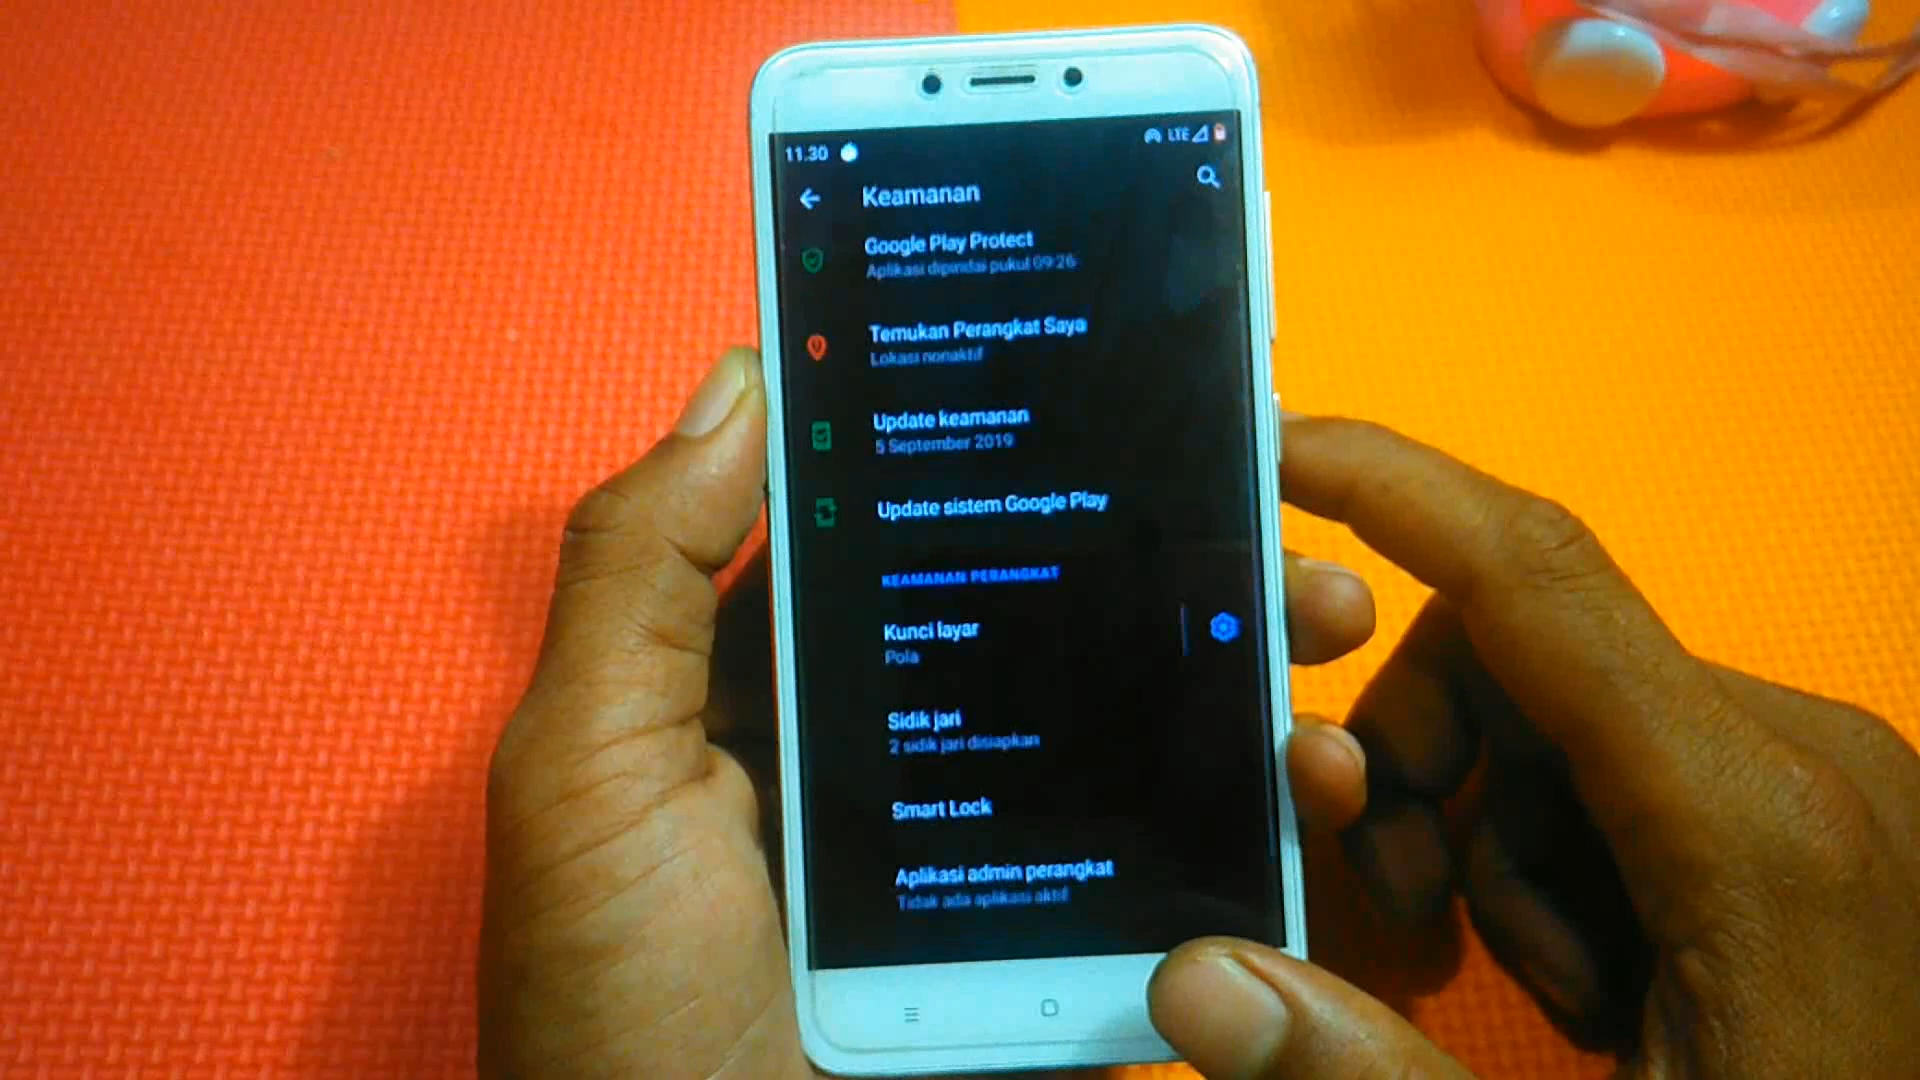 11.30
LTE
Keamanan
Google Play Protect
Aplikasi dipindai pukul 09:26
Temukan Perangkat Saya
Lokasi nonaktif
Update keamanan
5 September 2019
Update sistem Google Play
KEAMANAN PERANGKAT
Kunci layar
Pola
Sidik jari
2 sidik jari disiapkan
Smart Lock
Aplikasi admin perangkat
Tidak ada aplikasi aktif